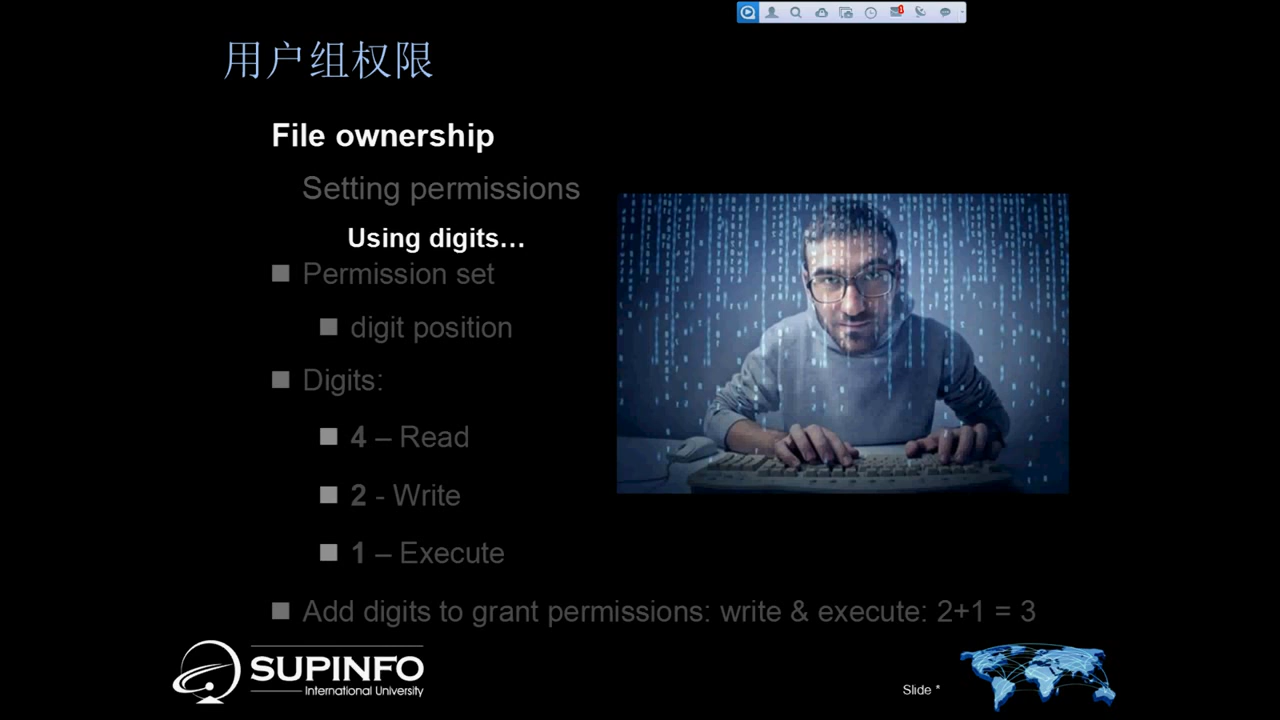 用户组权限
File ownership
Setting permissions
Using digits…
Permission set
digit position
Digits:
4 – Read
2 - Write
1 – Execute
Add digits to grant permissions: write & execute: 2+1 = 3
SUPINFO
International University
Slide *